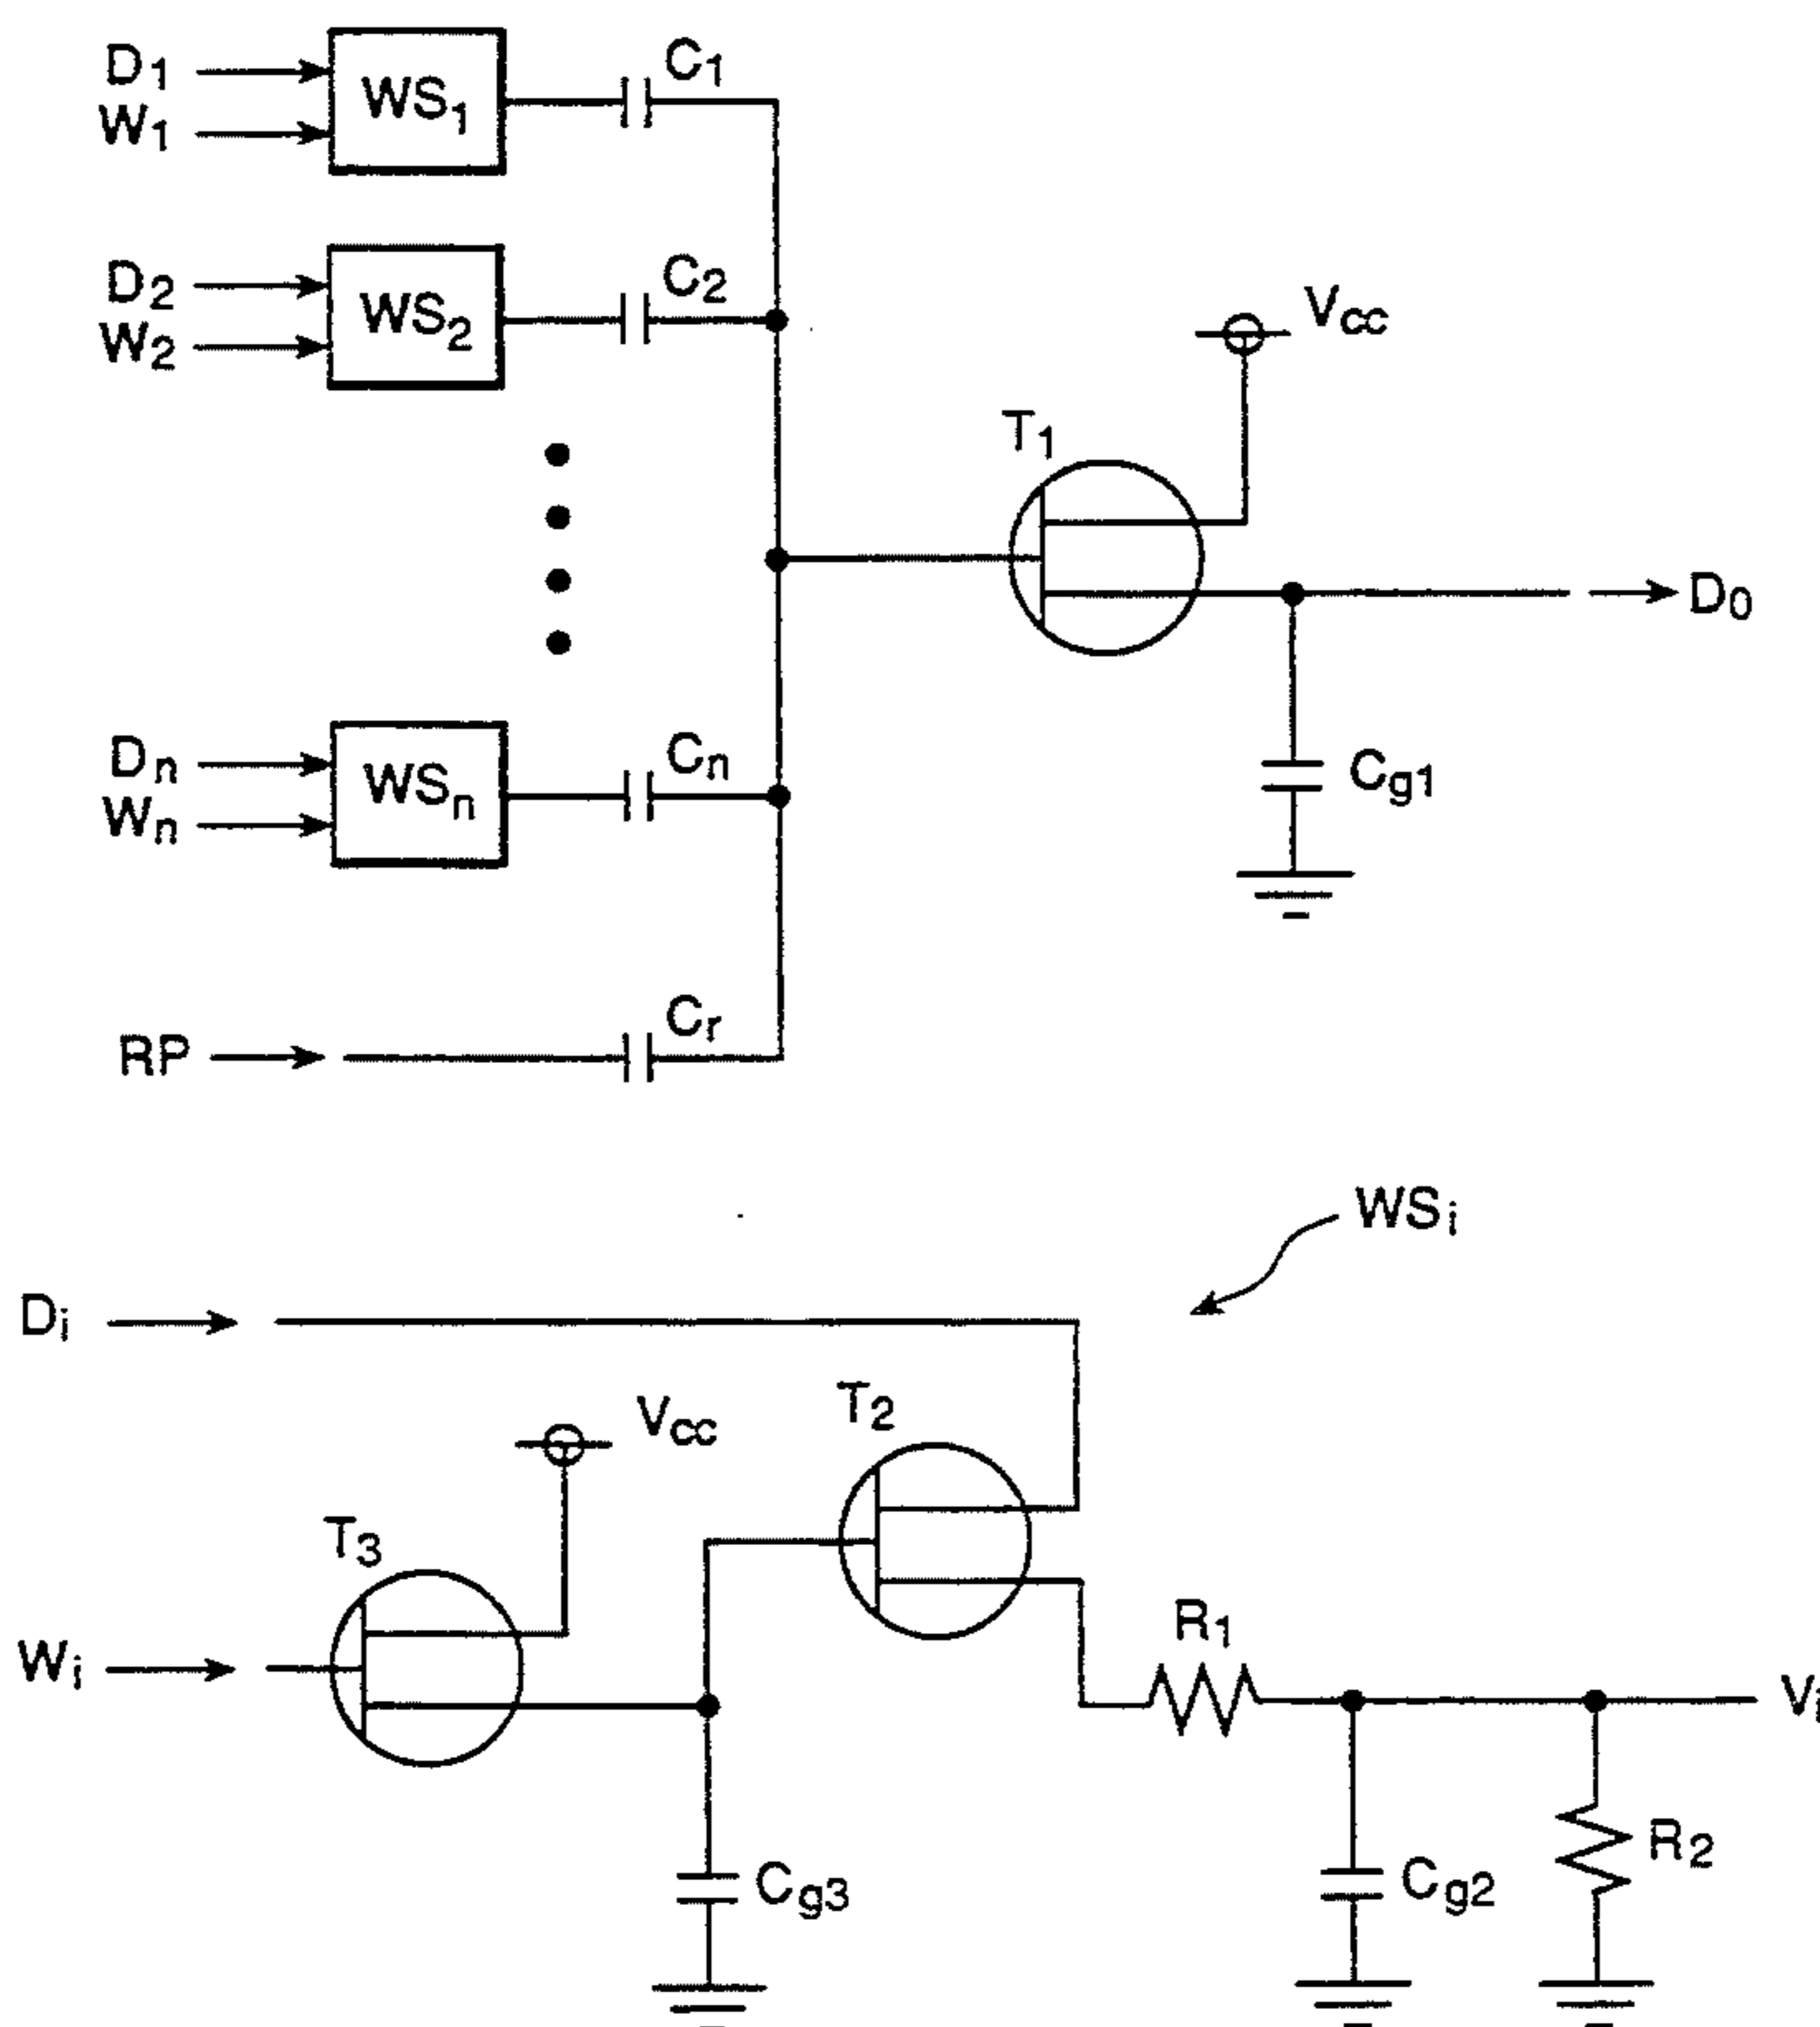 D1
W1
WS1
C1
D2
W2
WS2
C2
Vcc
T1
D0
Dn
Wn
WSn
Cn
Cg1
RP
Cr
WSi
Di
Vcc
T2
T3
Wi
R1
Cg3
Cg2
R2